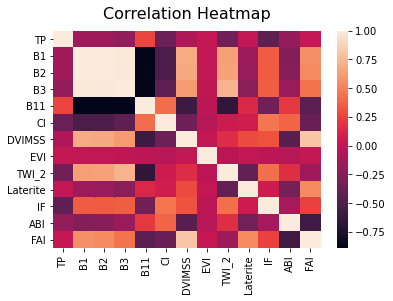 Correlation Heatmap
TP
B1
B2
B3
B11
CI
DVIMSS
EVI
TWI_2
Laterite
IF
ABI
FAI
TP
B1
B2
B3
B11
CI
DVIMSS
EVI
TWI_2
Laterite
IF
ABI
FAI
1.00
0.75
0.50
0.25
0.00
−0.25
−0.50
−0.75